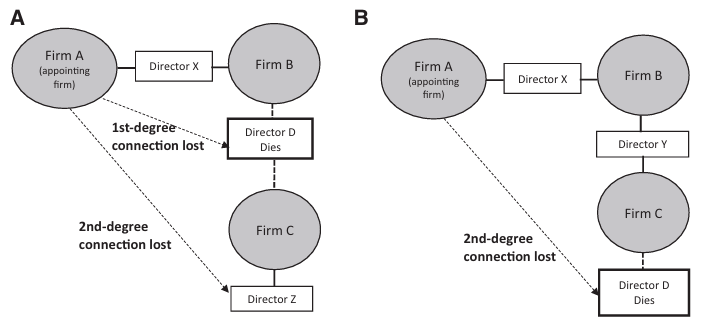 A
Firm A
(appointing
firm)
Director X
Firm B
1st-degree
connection lost
Director D
Dies
2nd-degree
connection lost
Firm C
Director Z
B
Firm A
(appointing
firm)
Director X
Firm B
Director Y
Firm C
2nd-degree
connection lost
Director D
Dies